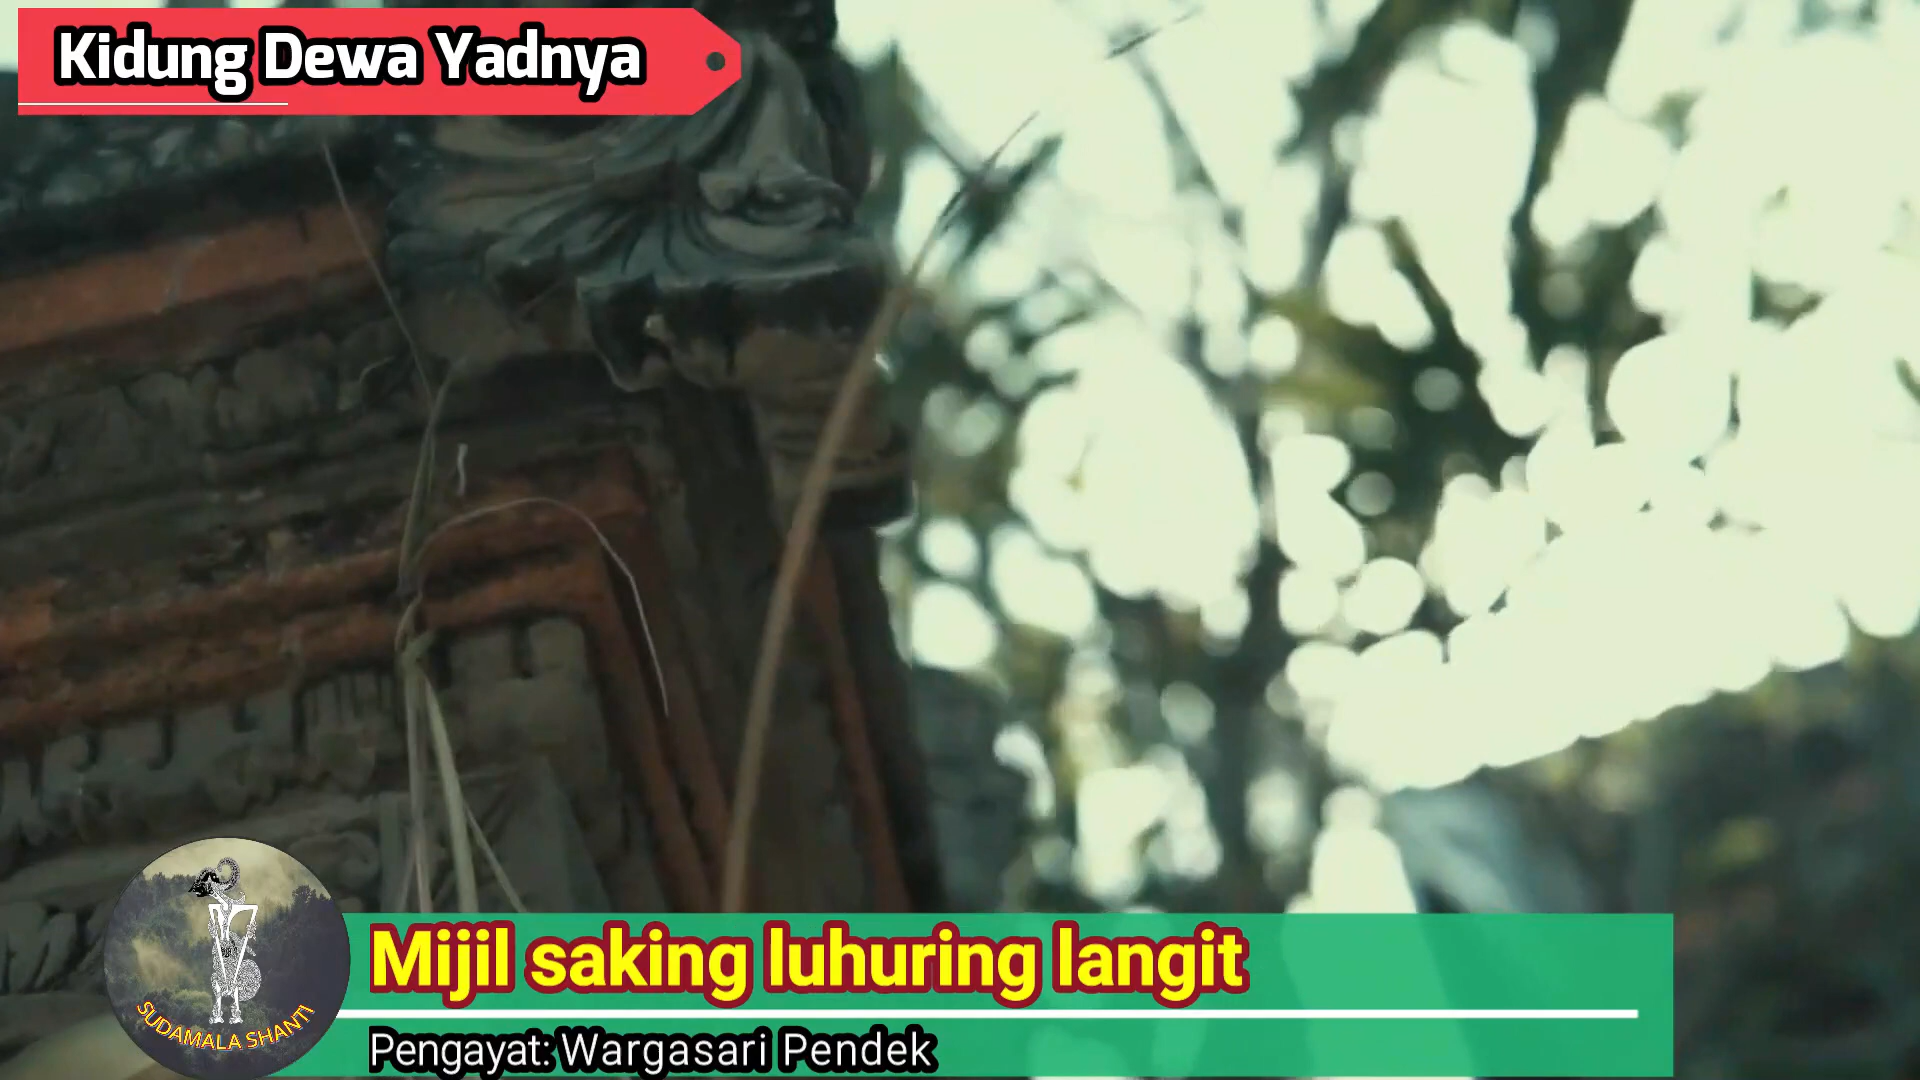 Kidung Dewa Yadnya
Mijil saking luhuring langit
SUDAMALA SHANTI
Pengayat: Wargasari Pendek